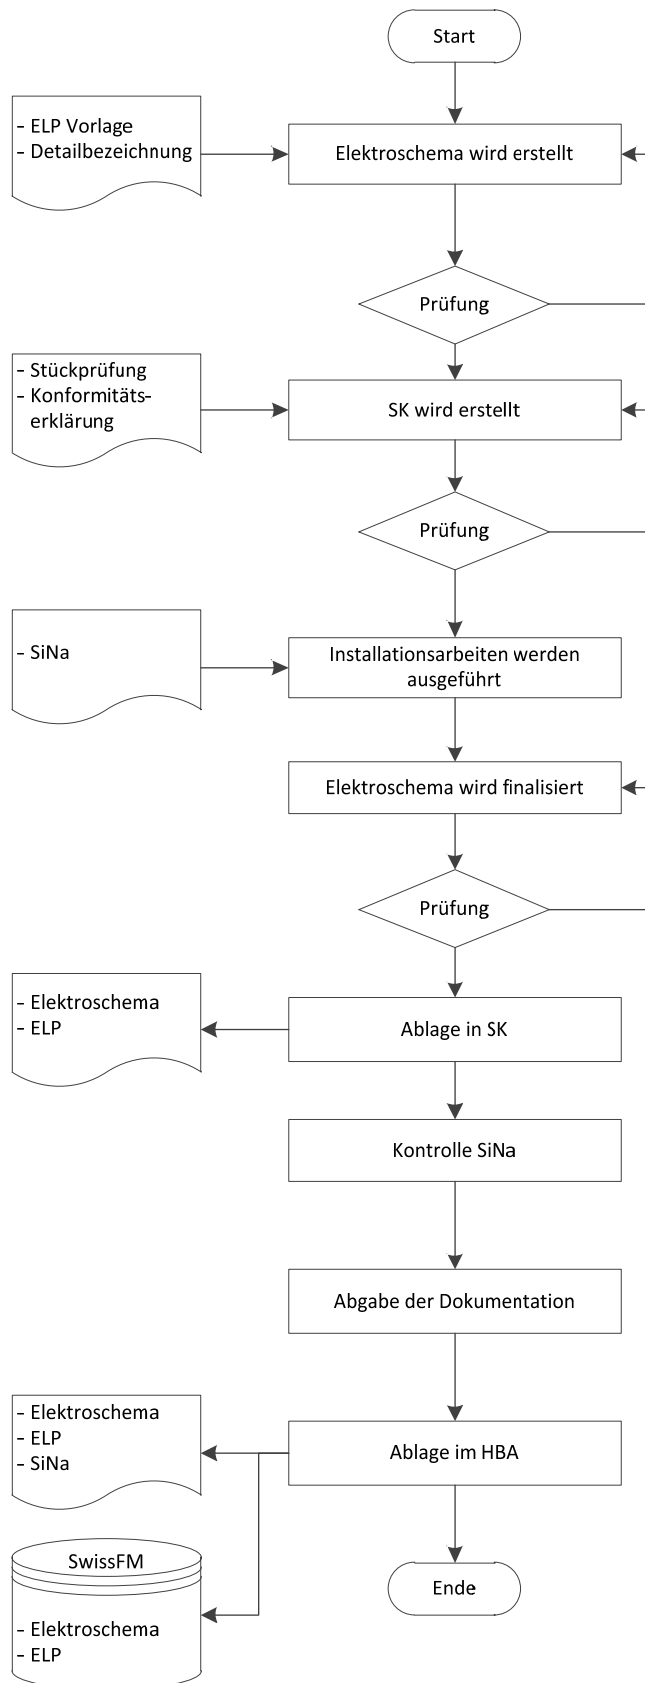 Start
- ELP Vorlage
- Detailbezeichnung
Elektroschema wird erstellt
Prüfung
- Stückprüfung
- Konformitäts-
erklärung
SK wird erstellt
Prüfung
- SiNa
Installationsarbeiten werden
ausgeführt
Elektroschema wird finalisiert
Prüfung
- Elektroschema
- ELP
Ablage in SK
Kontrolle SiNa
Abgabe der Dokumentation
- Elektroschema
- ELP
- SiNa
Ablage im HBA
SwissFM
- Elektroschema
- ELP
Ende